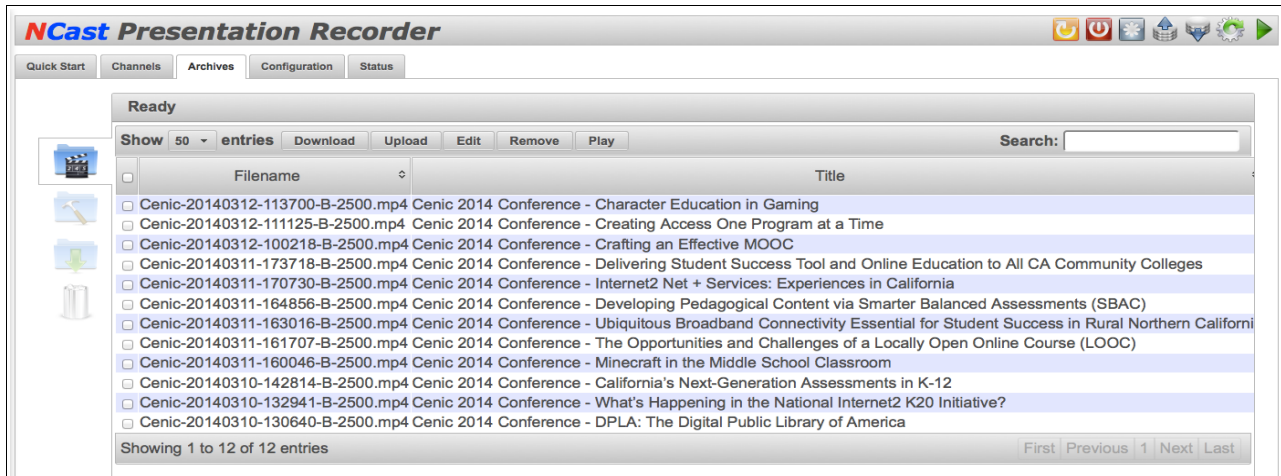 NCast Presentation Recorder
Quick Start Channels Archives Configuration Status
Ready
Show 50 entries Download Upload Edit Remove Play Search:
Filename Title
Cenic-20140312-113700-B-2500.mp4 Cenic 2014 Conference - Character Education in Gaming
Cenic-20140312-111125-B-2500.mp4 Cenic 2014 Conference - Creating Access One Program at a Time
Cenic-20140312-100218-B-2500.mp4 Cenic 2014 Conference - Crafting an Effective MOOC
Cenic-20140311-173718-B-2500.mp4 Cenic 2014 Conference - Delivering Student Success Tool and Online Education to All CA Community Colleges
Cenic-20140311-170730-B-2500.mp4 Cenic 2014 Conference - Internet2 Net + Services: Experiences in California
Cenic-20140311-164856-B-2500.mp4 Cenic 2014 Conference - Developing Pedagogical Content via Smarter Balanced Assessments (SBAC)
Cenic-20140311-163016-B-2500.mp4 Cenic 2014 Conference - Ubiquitous Broadband Connectivity Essential for Student Success in Rural Northern Californi
Cenic-20140311-161707-B-2500.mp4 Cenic 2014 Conference - The Opportunities and Challenges of a Locally Open Online Course (LOOC)
Cenic-20140311-160046-B-2500.mp4 Cenic 2014 Conference - Minecraft in the Middle School Classroom
Cenic-20140310-142814-B-2500.mp4 Cenic 2014 Conference - California's Next-Generation Assessments in K-12
Cenic-20140310-132941-B-2500.mp4 Cenic 2014 Conference - What's Happening in the National Internet2 K20 Initiative?
Cenic-20140310-130640-B-2500.mp4 Cenic 2014 Conference - DPLA: The Digital Public Library of America
Showing 1 to 12 of 12 entries First Previous 1 Next Last